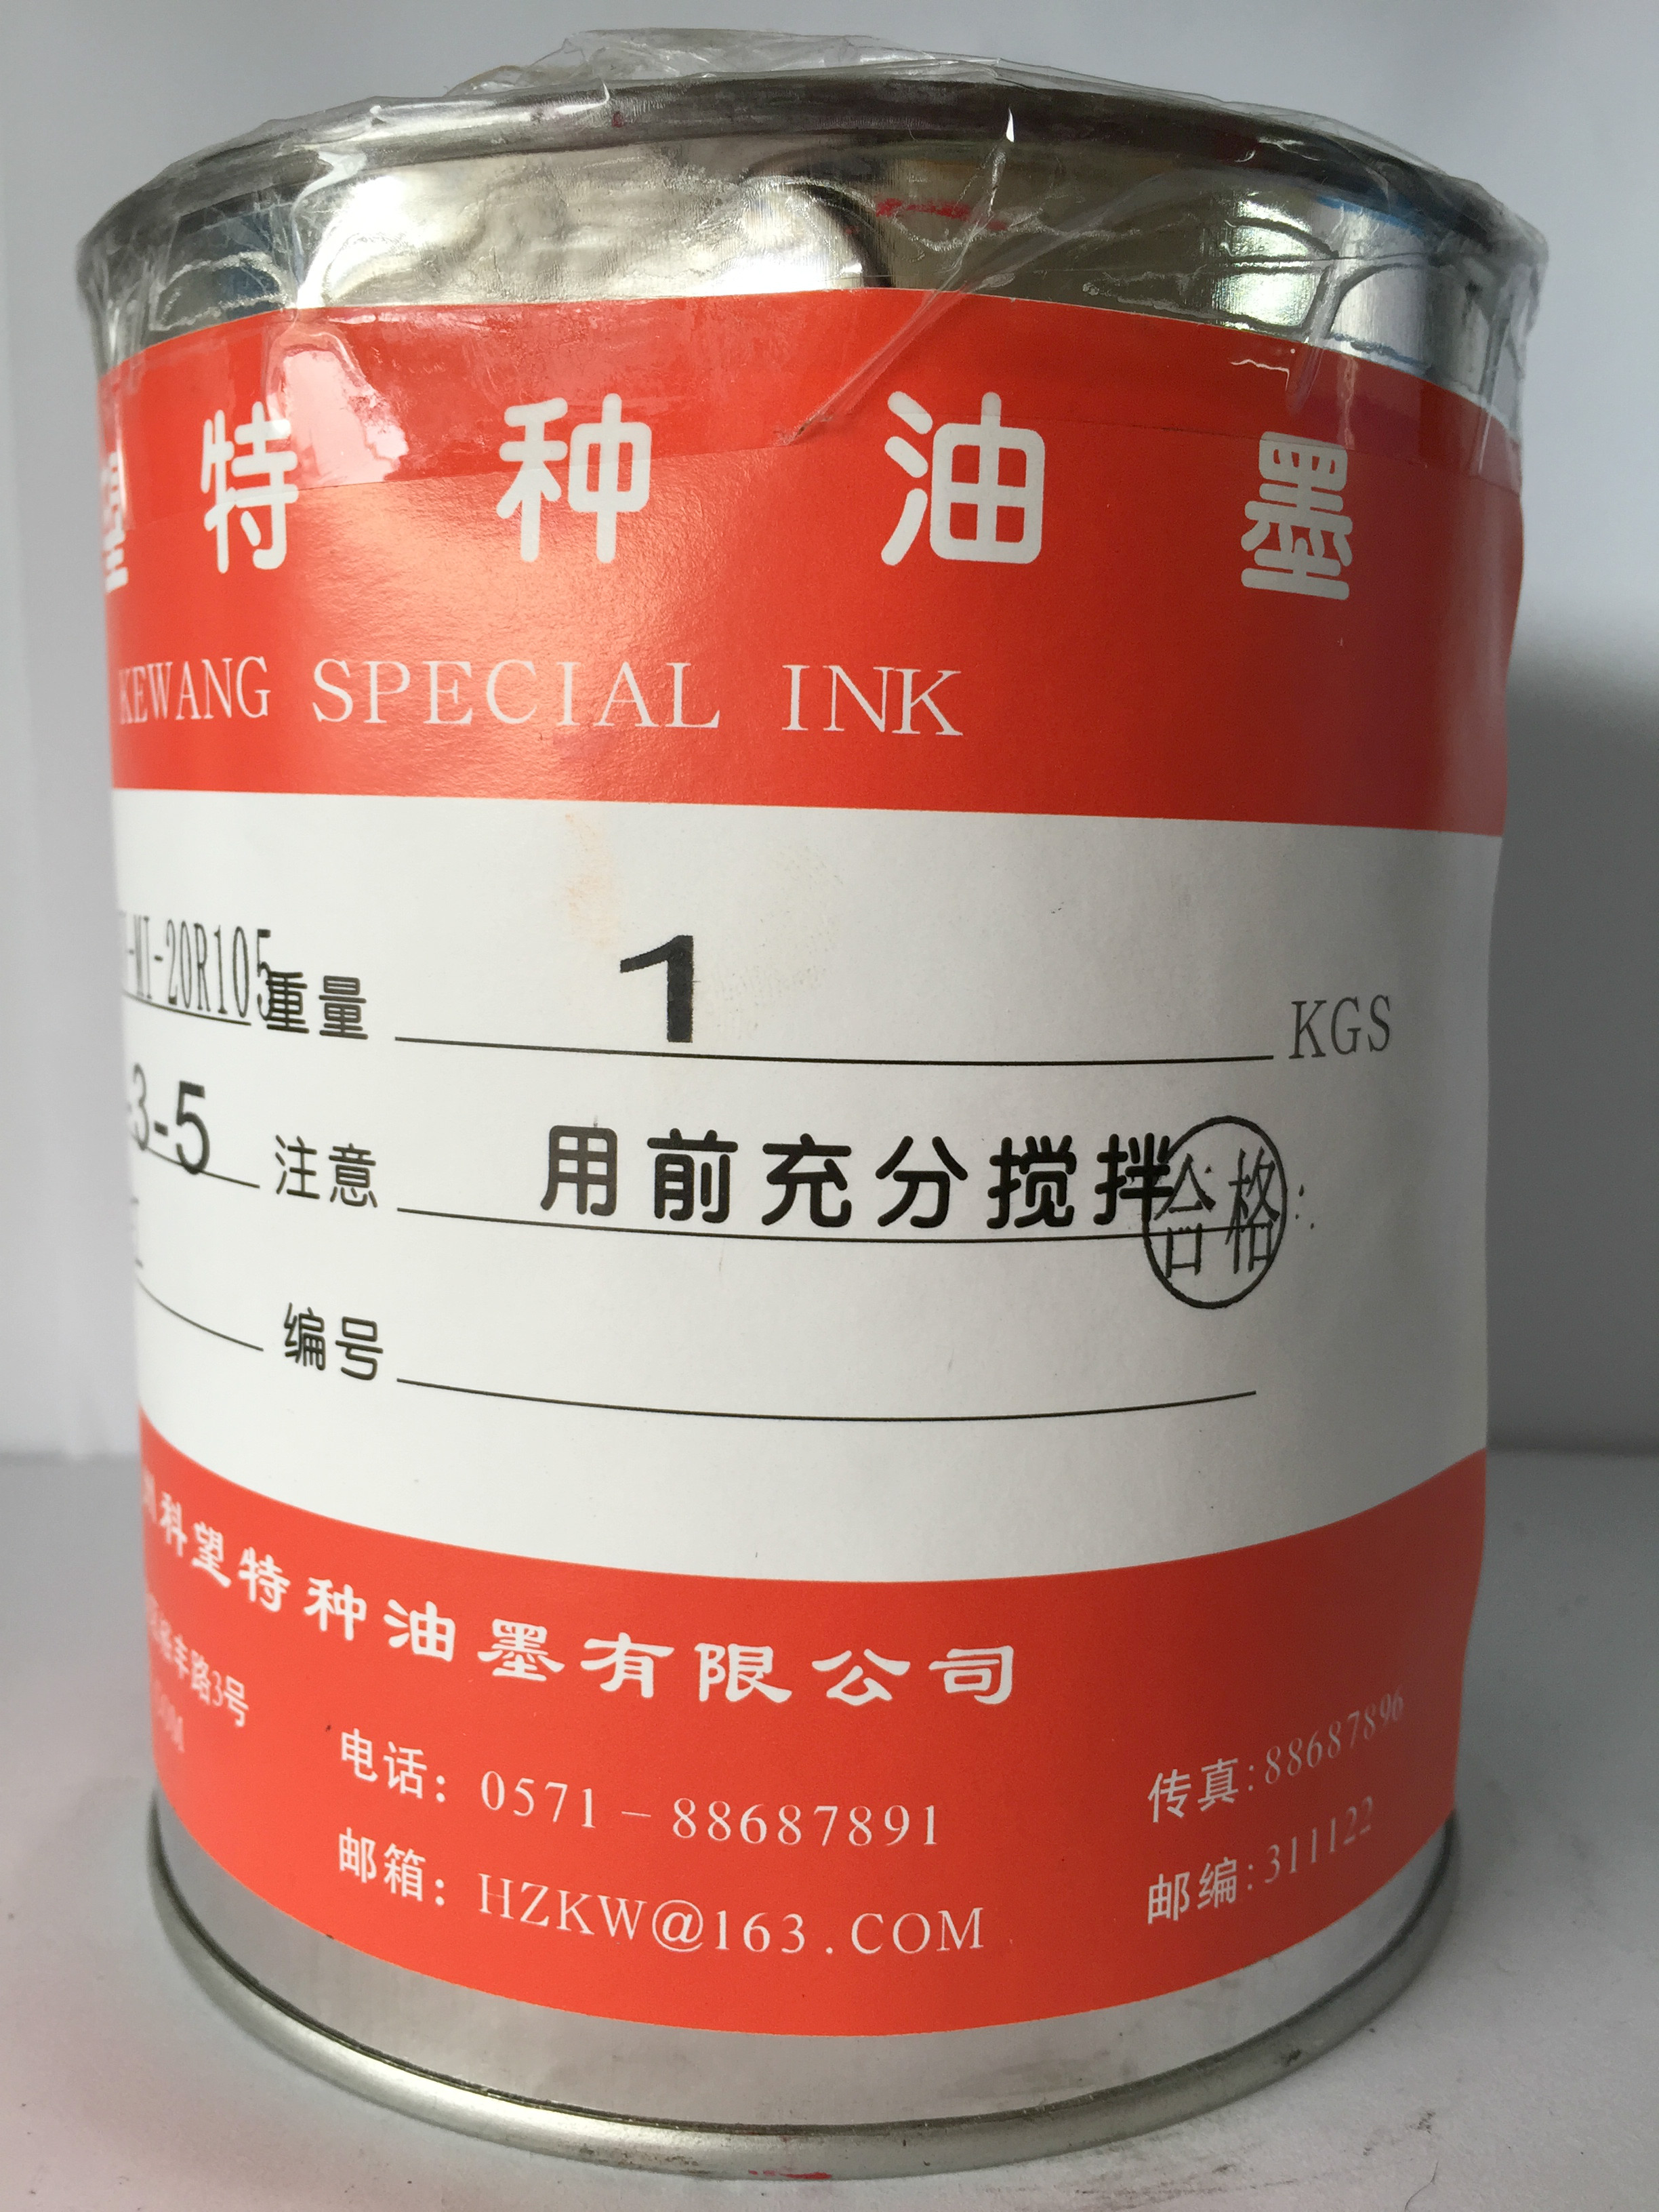 望特种油墨
KEWANG SPECIAL INK
-MI-20R105 重量 1 KGS
3-5 注意 用前充分搅拌 合格
编号
科望特种油墨有限公司
路3号
电话：0571-88687891 传真:88687896
邮箱：HZKW@163.COM 邮编:311122